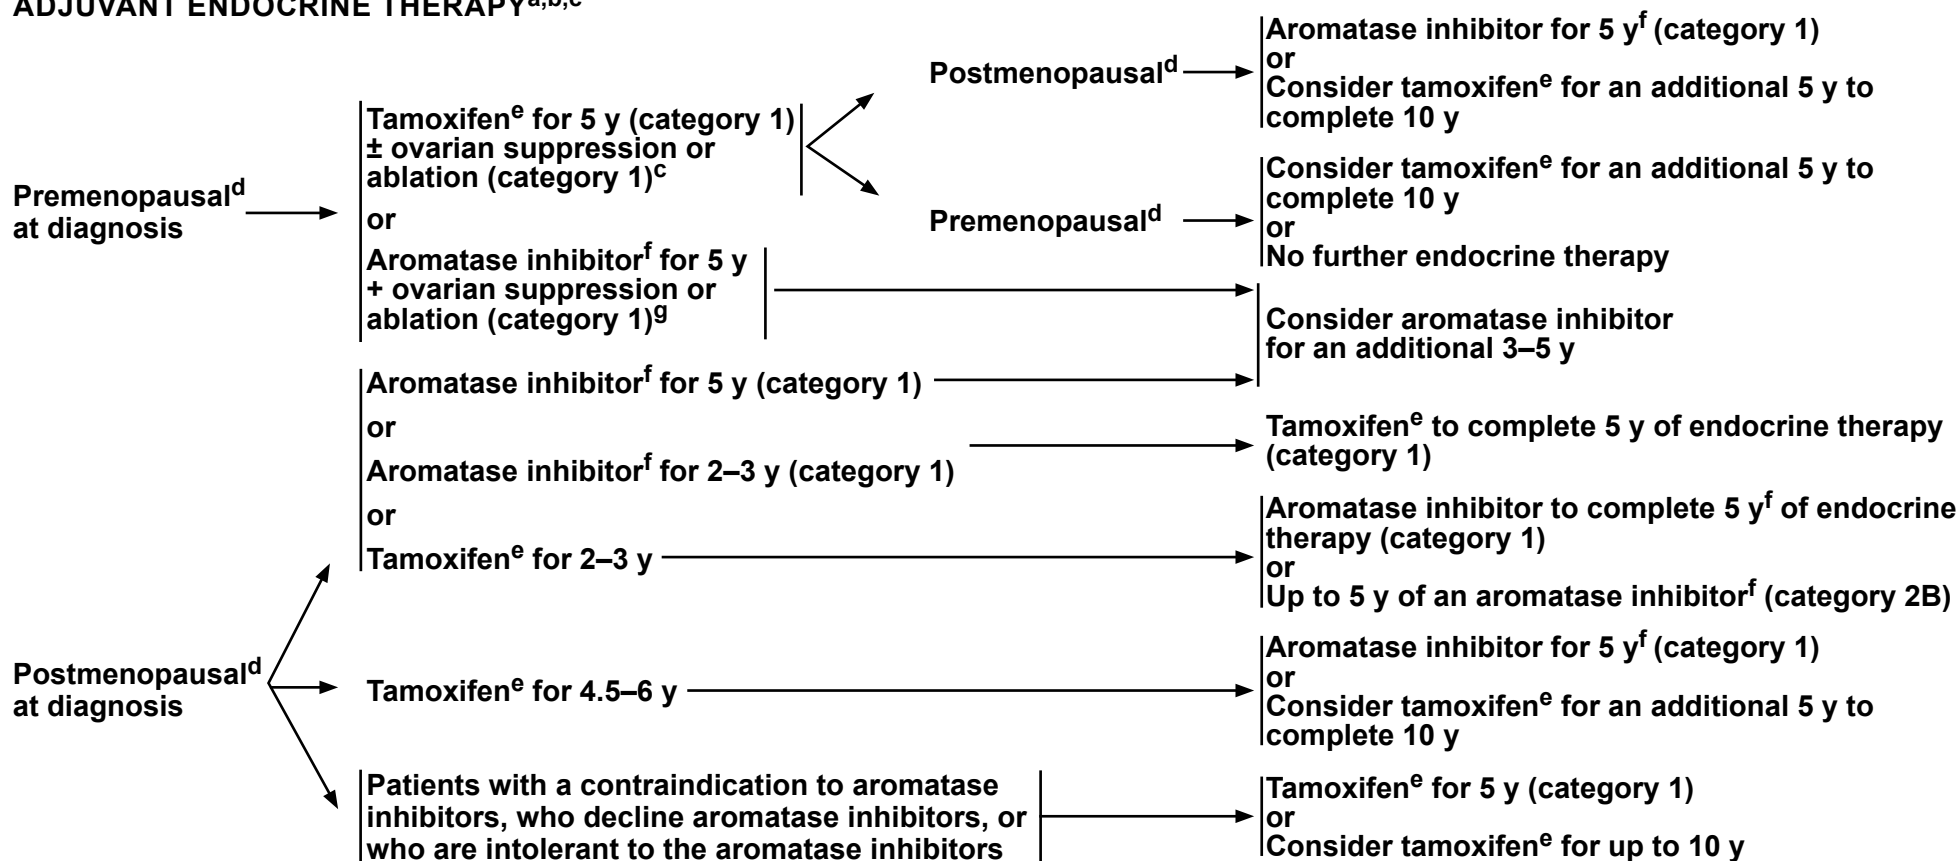 ADJUVANT ENDOCRINE THERAPYa,b,c
Premenopausald
at diagnosis
Tamoxifene for 5 y (category 1)
± ovarian suppression or
ablation (category 1)c
or
Aromatase inhibitorf for 5 y
+ ovarian suppression or
ablation (category 1)g
Postmenopausald
Aromatase inhibitor for 5 yf (category 1)
or
Consider tamoxifene for an additional 5 y to
complete 10 y
Premenopausald
Consider tamoxifene for an additional 5 y to
complete 10 y
or
No further endocrine therapy
Consider aromatase inhibitor
for an additional 3–5 y
Postmenopausald
at diagnosis
Aromatase inhibitorf for 5 y (category 1)
or
Aromatase inhibitorf for 2–3 y (category 1)
or
Tamoxifene for 2–3 y
Tamoxifene to complete 5 y of endocrine therapy
(category 1)
Aromatase inhibitor to complete 5 yf of endocrine
therapy (category 1)
or
Up to 5 y of an aromatase inhibitorf (category 2B)
Tamoxifene for 4.5–6 y
Aromatase inhibitor for 5 yf (category 1)
or
Consider tamoxifene for an additional 5 y to
complete 10 y
Patients with a contraindication to aromatase
inhibitors, who decline aromatase inhibitors, or
who are intolerant to the aromatase inhibitors
Tamoxifene for 5 y (category 1)
or
Consider tamoxifene for up to 10 y